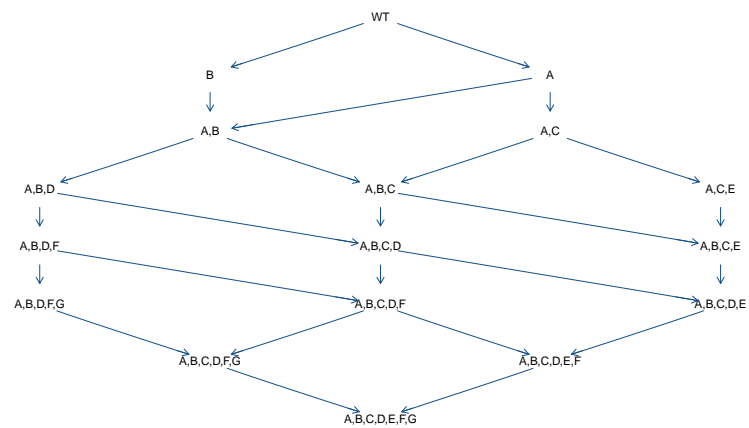 WT
B
A
A,B
A,C
A,B,D
A,B,C
A,C,E
A,B,D,F
A,B,C,D
A,B,C,E
A,B,D,F,G
A,B,C,D,F
A,B,C,D,E
A,B,C,D,F,G
A,B,C,D,E,F
A,B,C,D,E,F,G